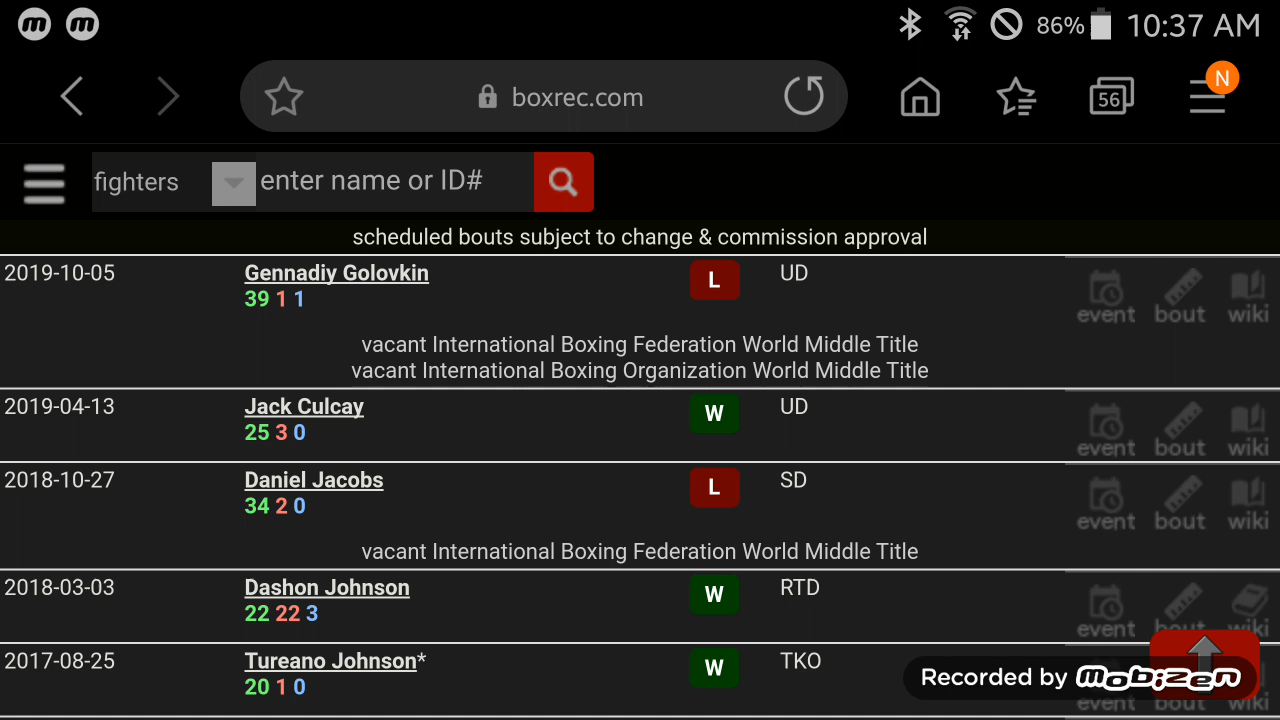 86% 10:37 AM
boxrec.com
56
N
fighters
enter name or ID#
scheduled bouts subject to change & commission approval
2019-10-05 Gennadiy Golovkin L UD
39 1 1
event bout wiki
vacant International Boxing Federation World Middle Title
vacant International Boxing Organization World Middle Title
2019-04-13 Jack Culcay W UD
25 3 0
event bout wiki
2018-10-27 Daniel Jacobs L SD
34 2 0
event bout wiki
vacant International Boxing Federation World Middle Title
2018-03-03 Dashon Johnson W RTD
22 22 3
event bout wiki
2017-08-25 Tureano Johnson* W TKO
20 1 0
Recorded by mobizen
event bout wiki